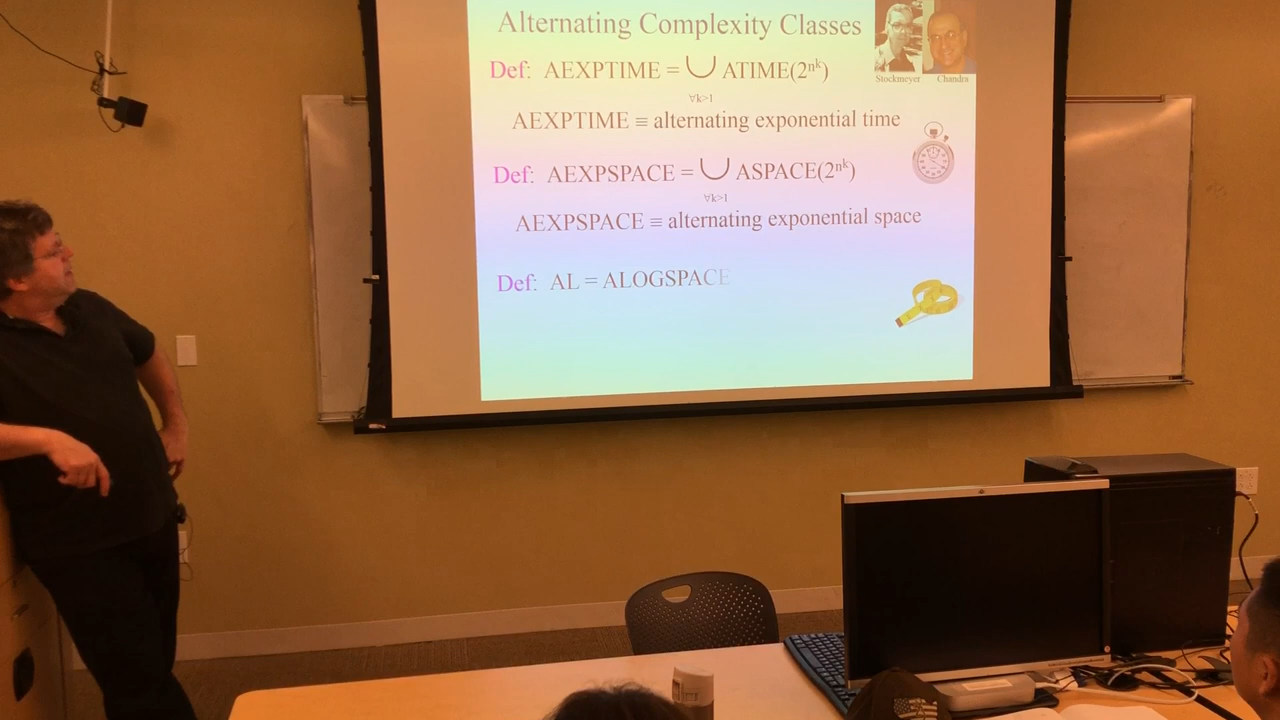 Alternating Complexity Classes
Stockmeyer Chandra
Def: AEXPTIME = ∪ ATIME(2^n^k)
∀k>1
AEXPTIME ≡ alternating exponential time
Def: AEXPSPACE = ∪ ASPACE(2^n^k)
∀k>1
AEXPSPACE ≡ alternating exponential space
Def: AL = ALOGSPACE